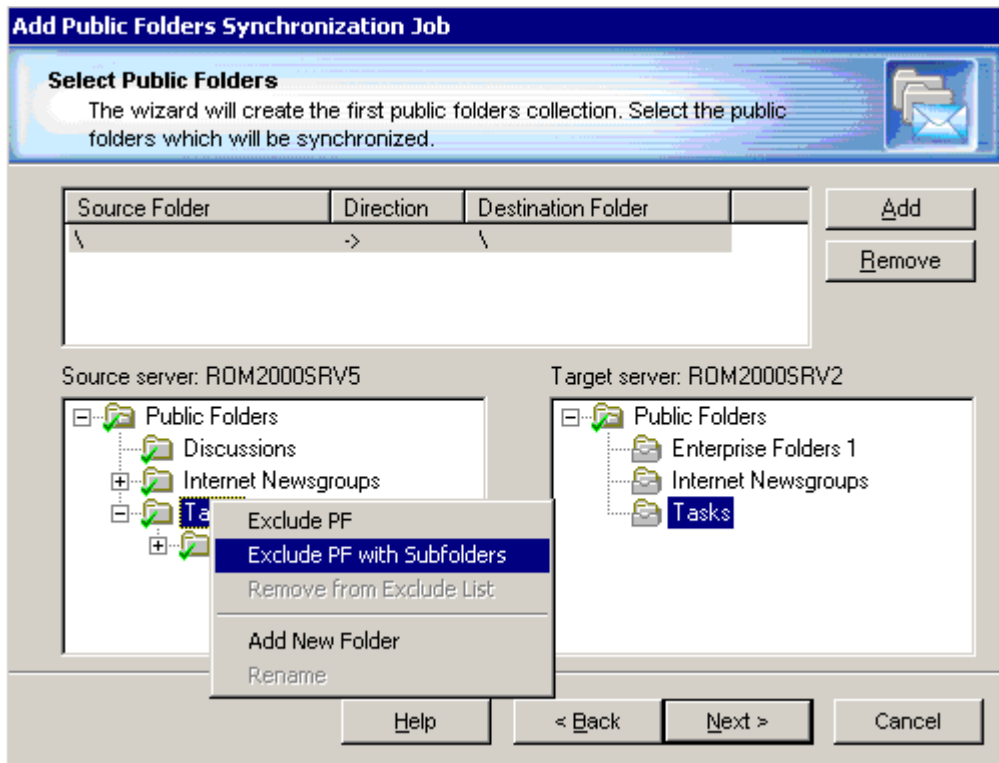 Add Public Folders Synchronization Job
Select Public Folders
The wizard will create the first public folders collection. Select the public
folders which will be synchronized.
Source Folder Direction Destination Folder
\ -> \
Add
Remove
Source server: ROM2000SRV5
Public Folders
Discussions
Internet Newsgroups
Ta
Exclude PF
Exclude PF with Subfolders
Remove from Exclude List
Add New Folder
Rename
Target server: ROM2000SRV2
Public Folders
Enterprise Folders 1
Internet Newsgroups
Tasks
Help < Back Next > Cancel